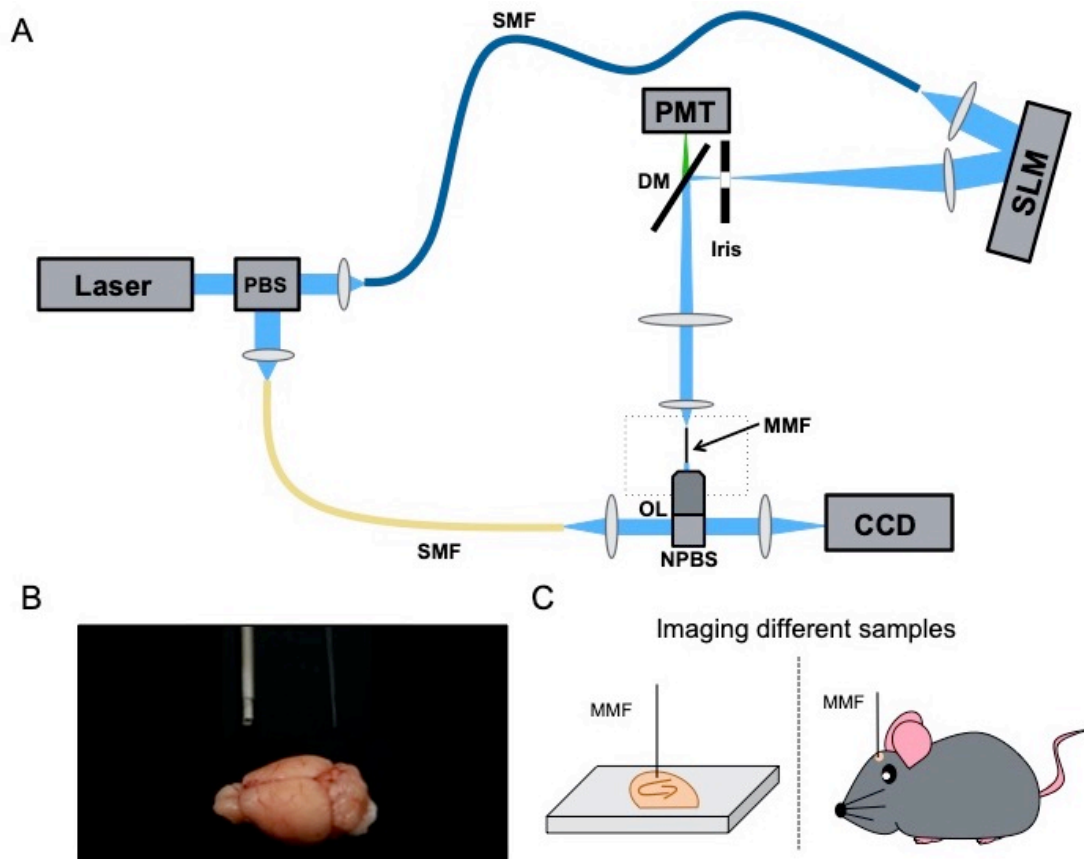 A
SMF
PMT
DM
Iris
SLM
Laser
PBS
MMF
OL
NPBS
CCD
SMF
B
C
Imaging different samples
MMF
MMF